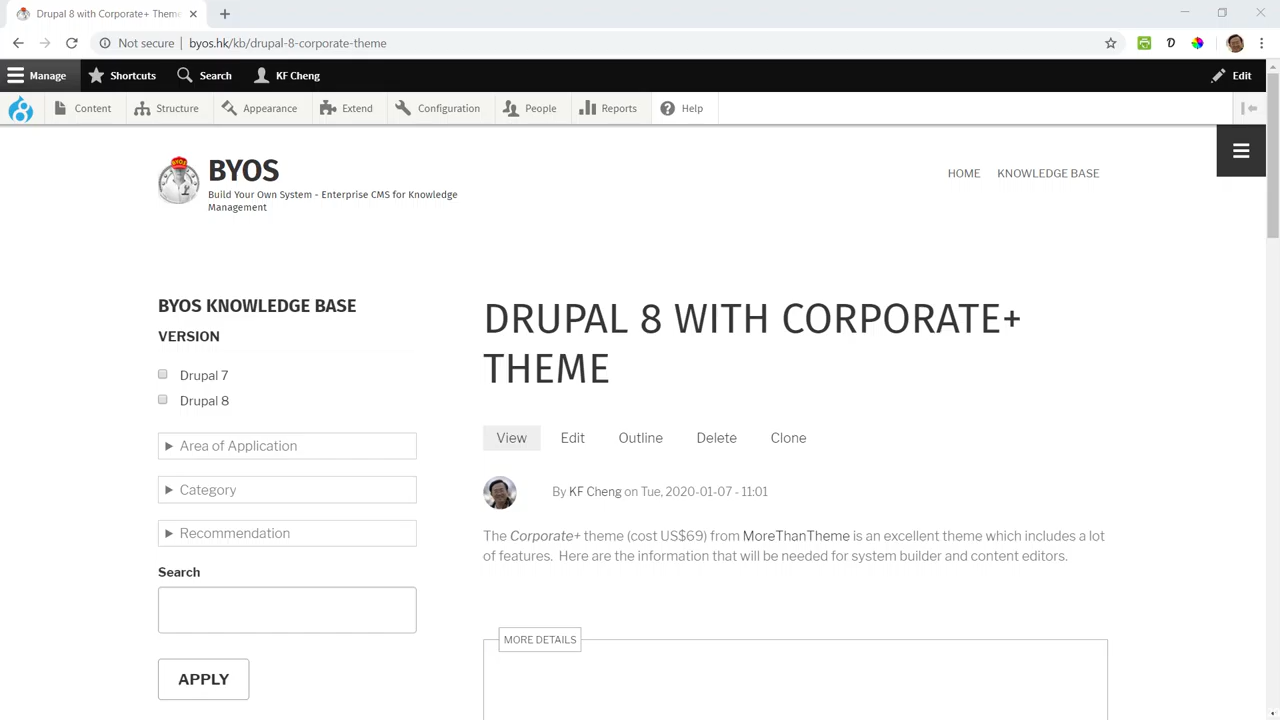 Drupal 8 with Corporate+ Theme
Not secure
byos.hk/kb/drupal-8-corporate-theme
Manage
Shortcuts
Search
KF Cheng
Edit
Content
Structure
Appearance
Extend
Configuration
People
Reports
Help
BYOS
Build Your Own System - Enterprise CMS for Knowledge
Management
HOME
KNOWLEDGE BASE
BYOS KNOWLEDGE BASE
VERSION
Drupal 7
Drupal 8
Area of Application
Category
Recommendation
Search
APPLY
DRUPAL 8 WITH CORPORATE+
THEME
View
Edit
Outline
Delete
Clone
By KF Cheng on Tue, 2020-01-07 - 11:01
The Corporate+ theme (cost US$69) from MoreThanTheme is an excellent theme which includes a lot
of features. Here are the information that will be needed for system builder and content editors.
MORE DETAILS